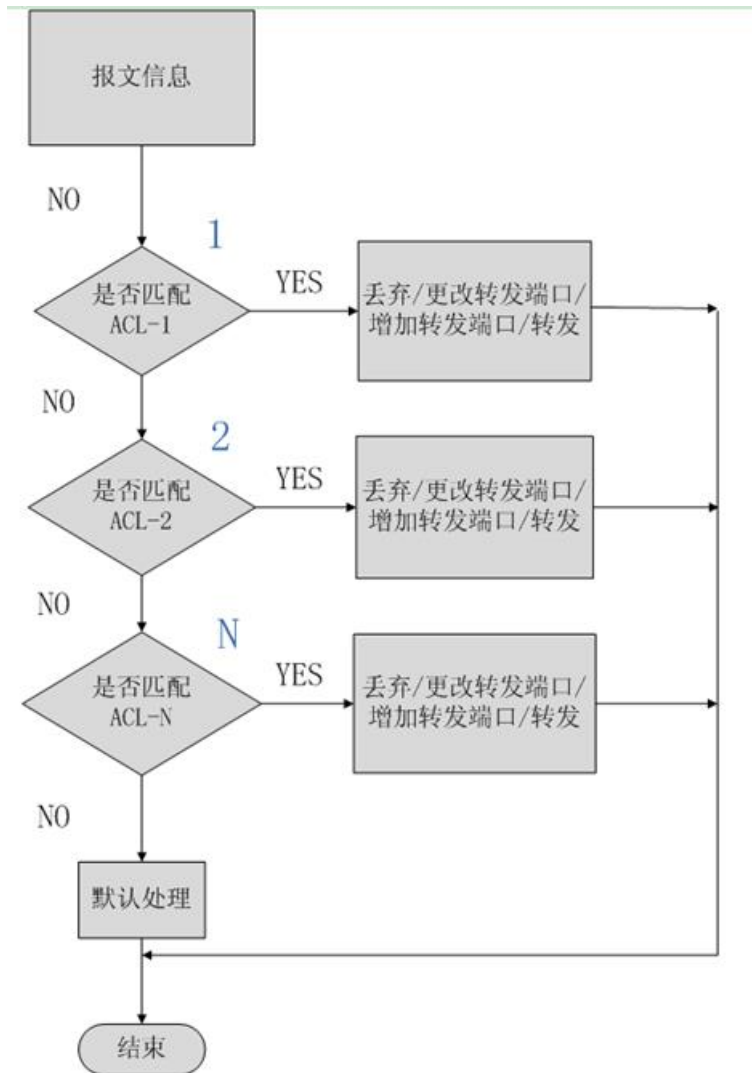 报文信息
NO
1
是否匹配
ACL-1
YES
丢弃/更改转发端口/
增加转发端口/转发
NO
2
是否匹配
ACL-2
YES
丢弃/更改转发端口/
增加转发端口/转发
NO
N
是否匹配
ACL-N
YES
丢弃/更改转发端口/
增加转发端口/转发
NO
默认处理
结束